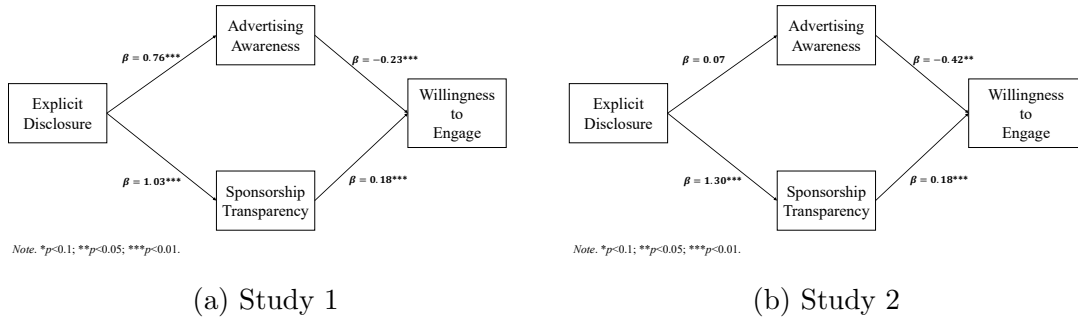 Advertising
Awareness
β = 0.76***
β = −0.23***
Explicit
Disclosure
Willingness
to
Engage
β = 1.03***
β = 0.18***
Sponsorship
Transparency
Note. *p<0.1; **p<0.05; ***p<0.01.
(a) Study 1
Advertising
Awareness
β = 0.07
β = −0.42**
Explicit
Disclosure
Willingness
to
Engage
β = 1.30***
β = 0.18***
Sponsorship
Transparency
Note. *p<0.1; **p<0.05; ***p<0.01.
(b) Study 2